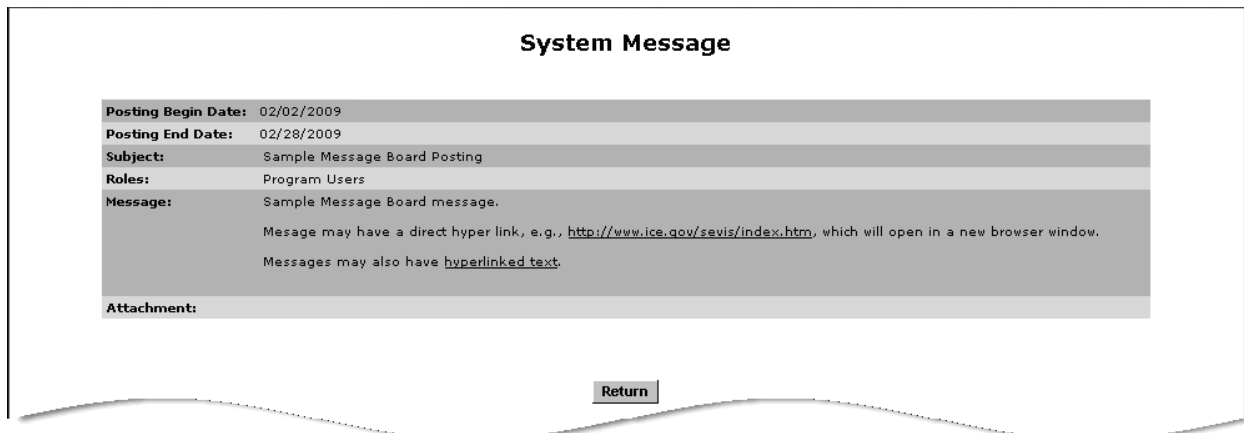 System Message
Posting Begin Date: 02/02/2009
Posting End Date: 02/28/2009
Subject: Sample Message Board Posting
Roles: Program Users
Message: Sample Message Board message.
Mesage may have a direct hyper link, e.g., http://www.ice.gov/sevis/index.htm, which will open in a new browser window.
Messages may also have hyperlinked text.
Attachment:
Return